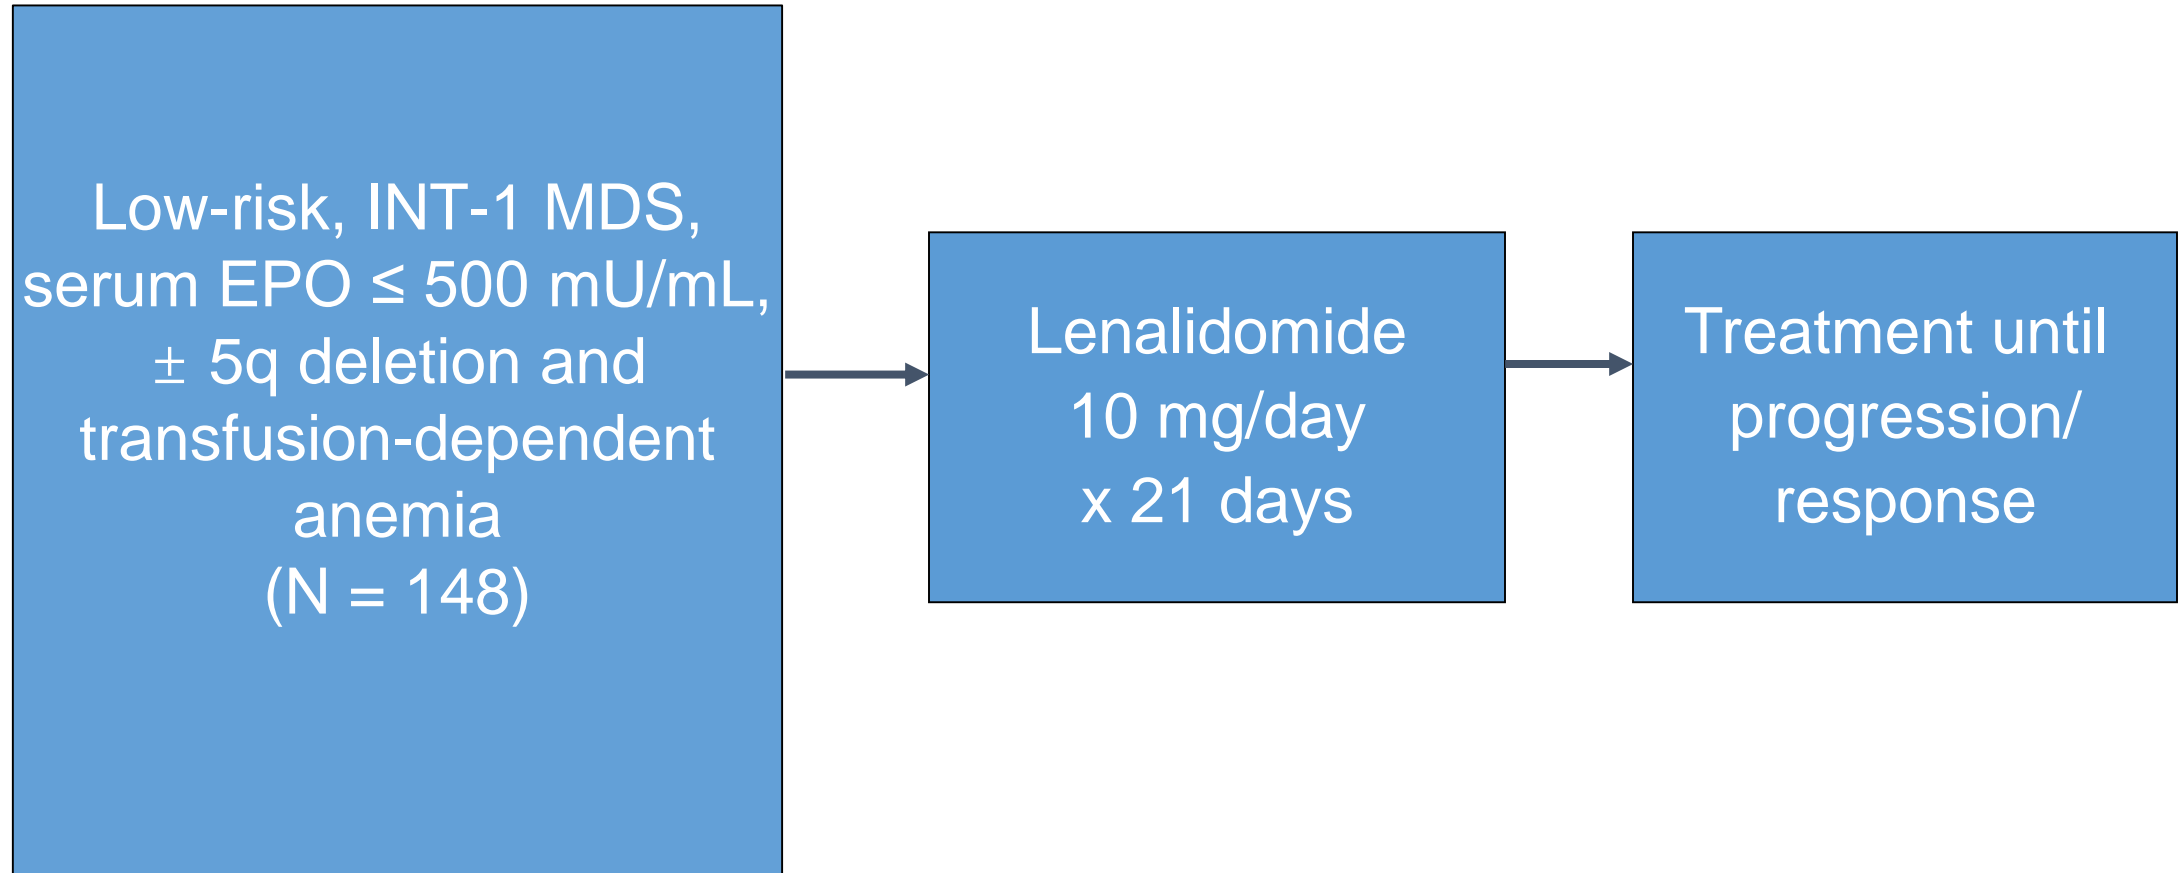 Low-risk, INT-1 MDS,
serum EPO ≤ 500 mU/mL,
± 5q deletion and
transfusion-dependent
anemia
(N = 148)
Lenalidomide
10 mg/day
x 21 days
Treatment until
progression/
response